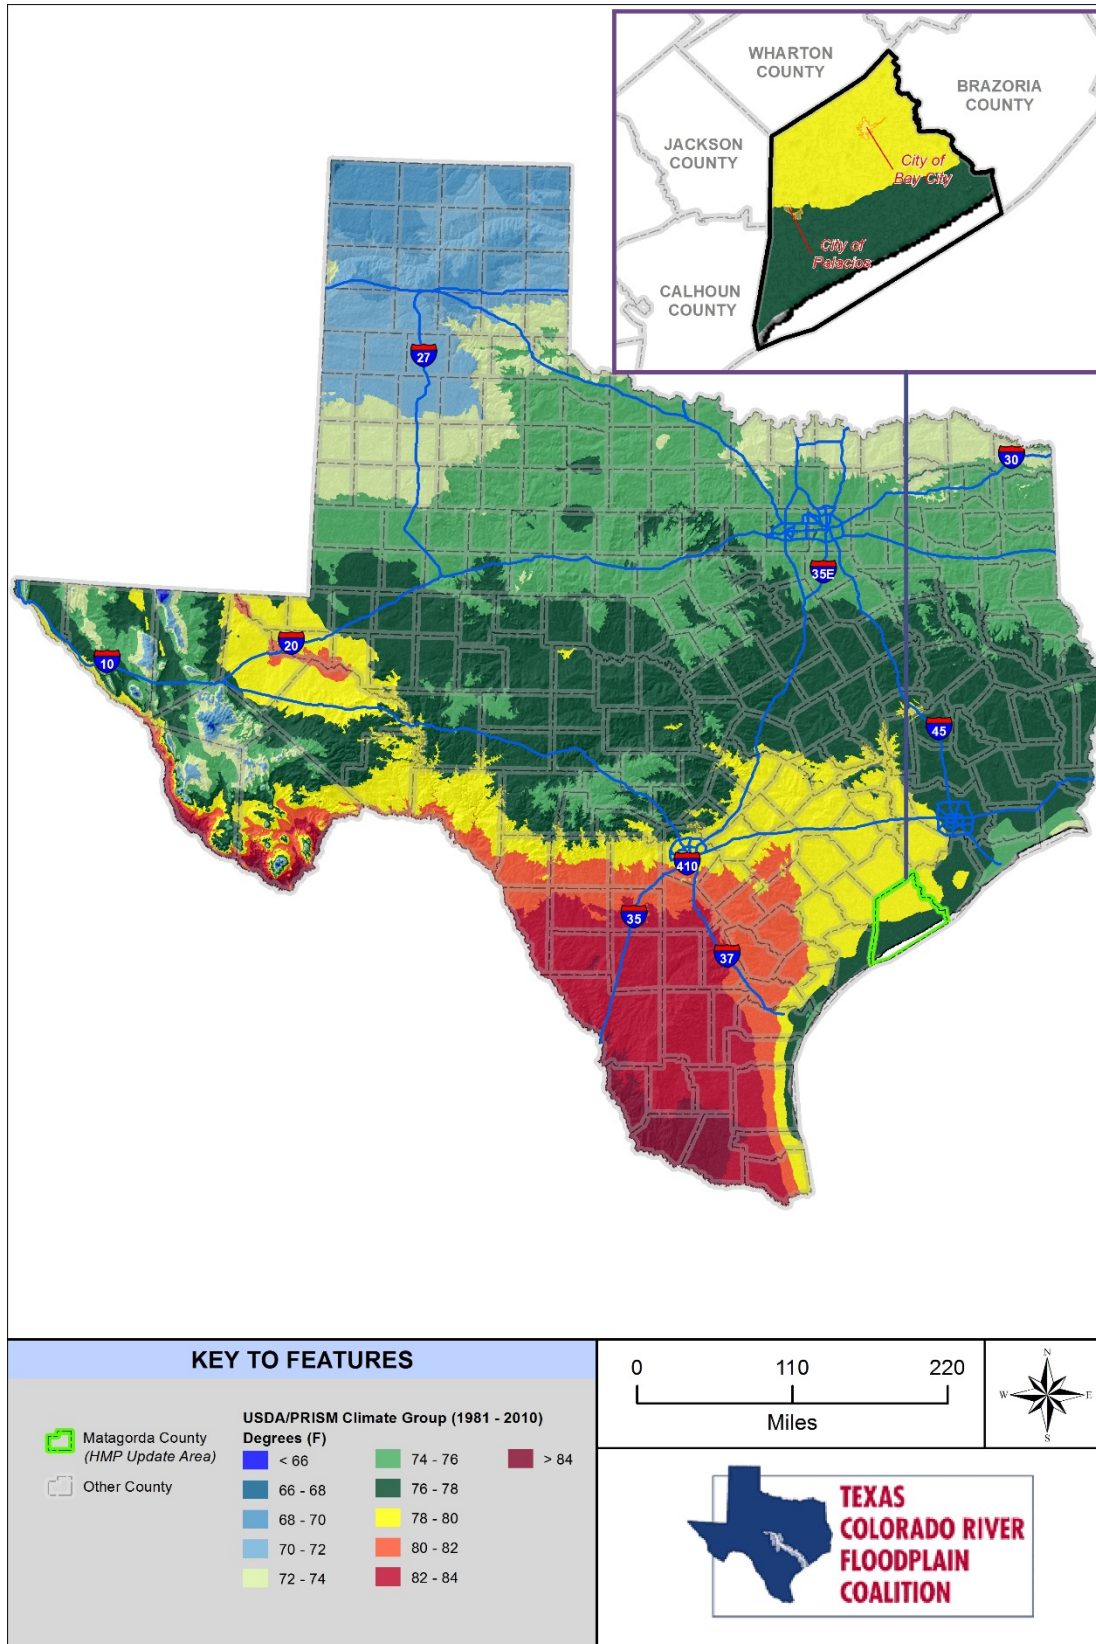 WHARTON
COUNTY
BRAZORIA
COUNTY
JACKSON
COUNTY
City of
Bay City
City of
Palacios
CALHOUN
COUNTY
27
30
35E
20
10
45
410
35
37
KEY TO FEATURES
Matagorda County
(HMP Update Area)
Other County
USDA/PRISM Climate Group (1981 - 2010)
Degrees (F)
< 66
66 - 68
68 - 70
70 - 72
72 - 74
74 - 76
76 - 78
78 - 80
80 - 82
82 - 84
> 84
0 110 220
Miles
N
W E
S
TEXAS
COLORADO RIVER
FLOODPLAIN
COALITION